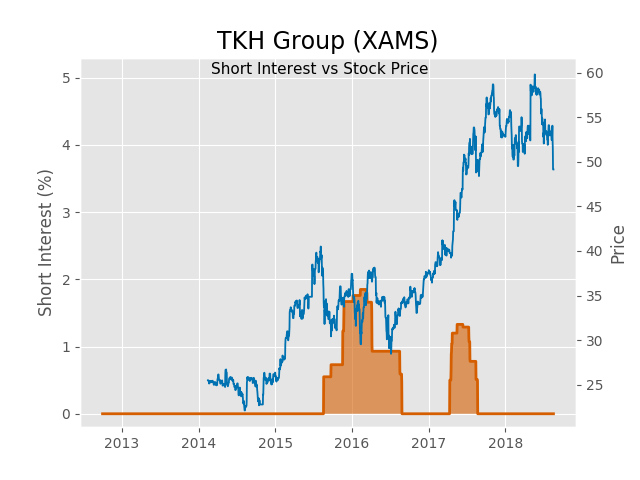 TKH Group (XAMS)
Short Interest vs Stock Price
Short Interest (%)
5
4
3
2
1
0
60
55
50
45
40
35
30
25
Price
2013 2014 2015 2016 2017 2018